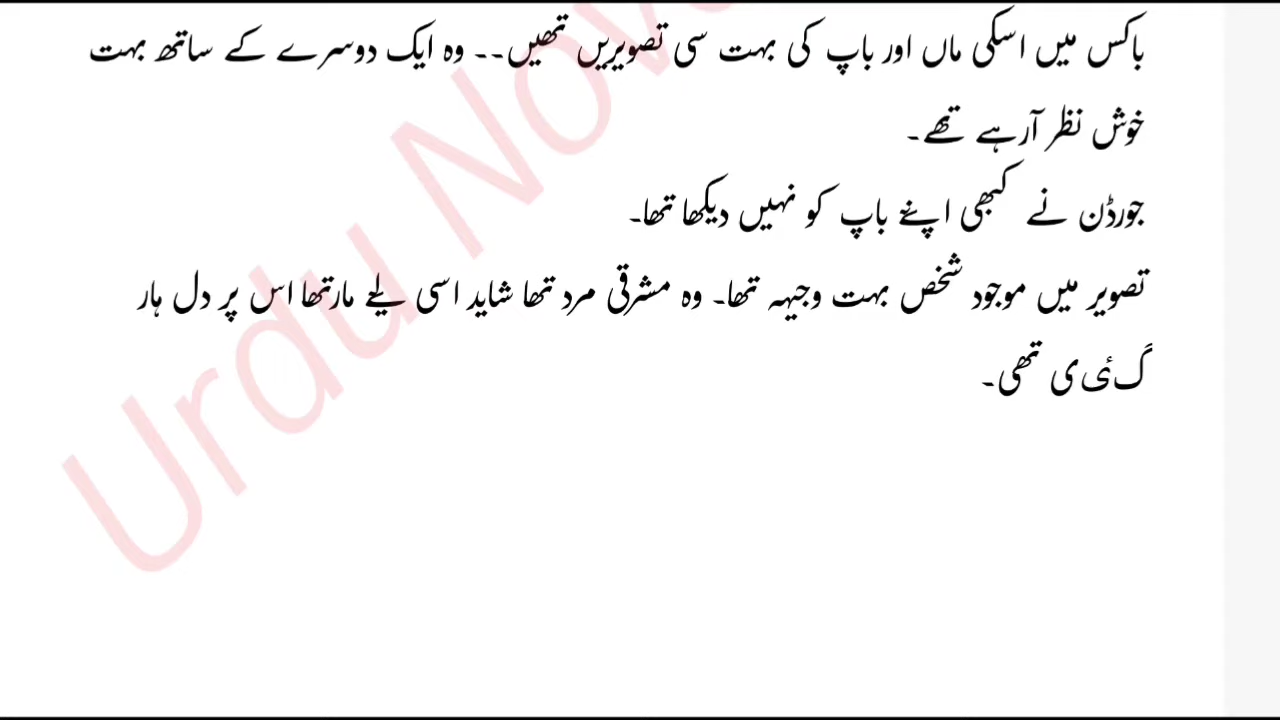 باکس میں اسکی ماں اور باپ کی بہت سی تصویریں تھیں۔۔ وہ ایک دوسرے کے ساتھ بہت
خوش نظر آرہے تھے۔
جورڈن نے کبھی اپنے باپ کو نہیں دیکھا تھا۔
تصویر میں موجود شخص بہت وجیہہ تھا۔ وہ مشرقی مرد تھا شاید اسی لیے مارتھا اس پر دل ہار
گئی ی تھی۔
Urdu Nov